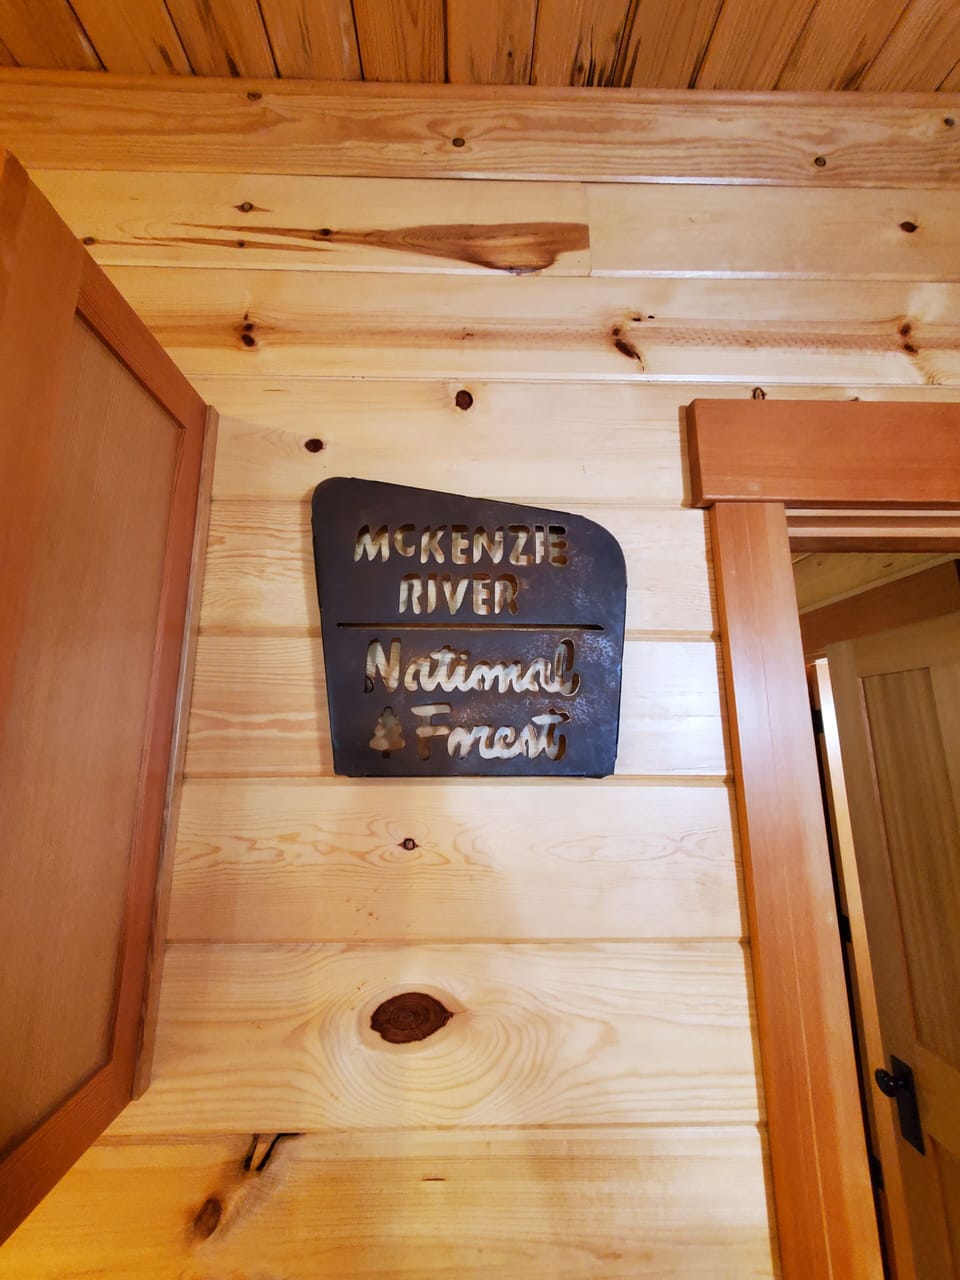 MCKENZIE
RIVER
National
Forest